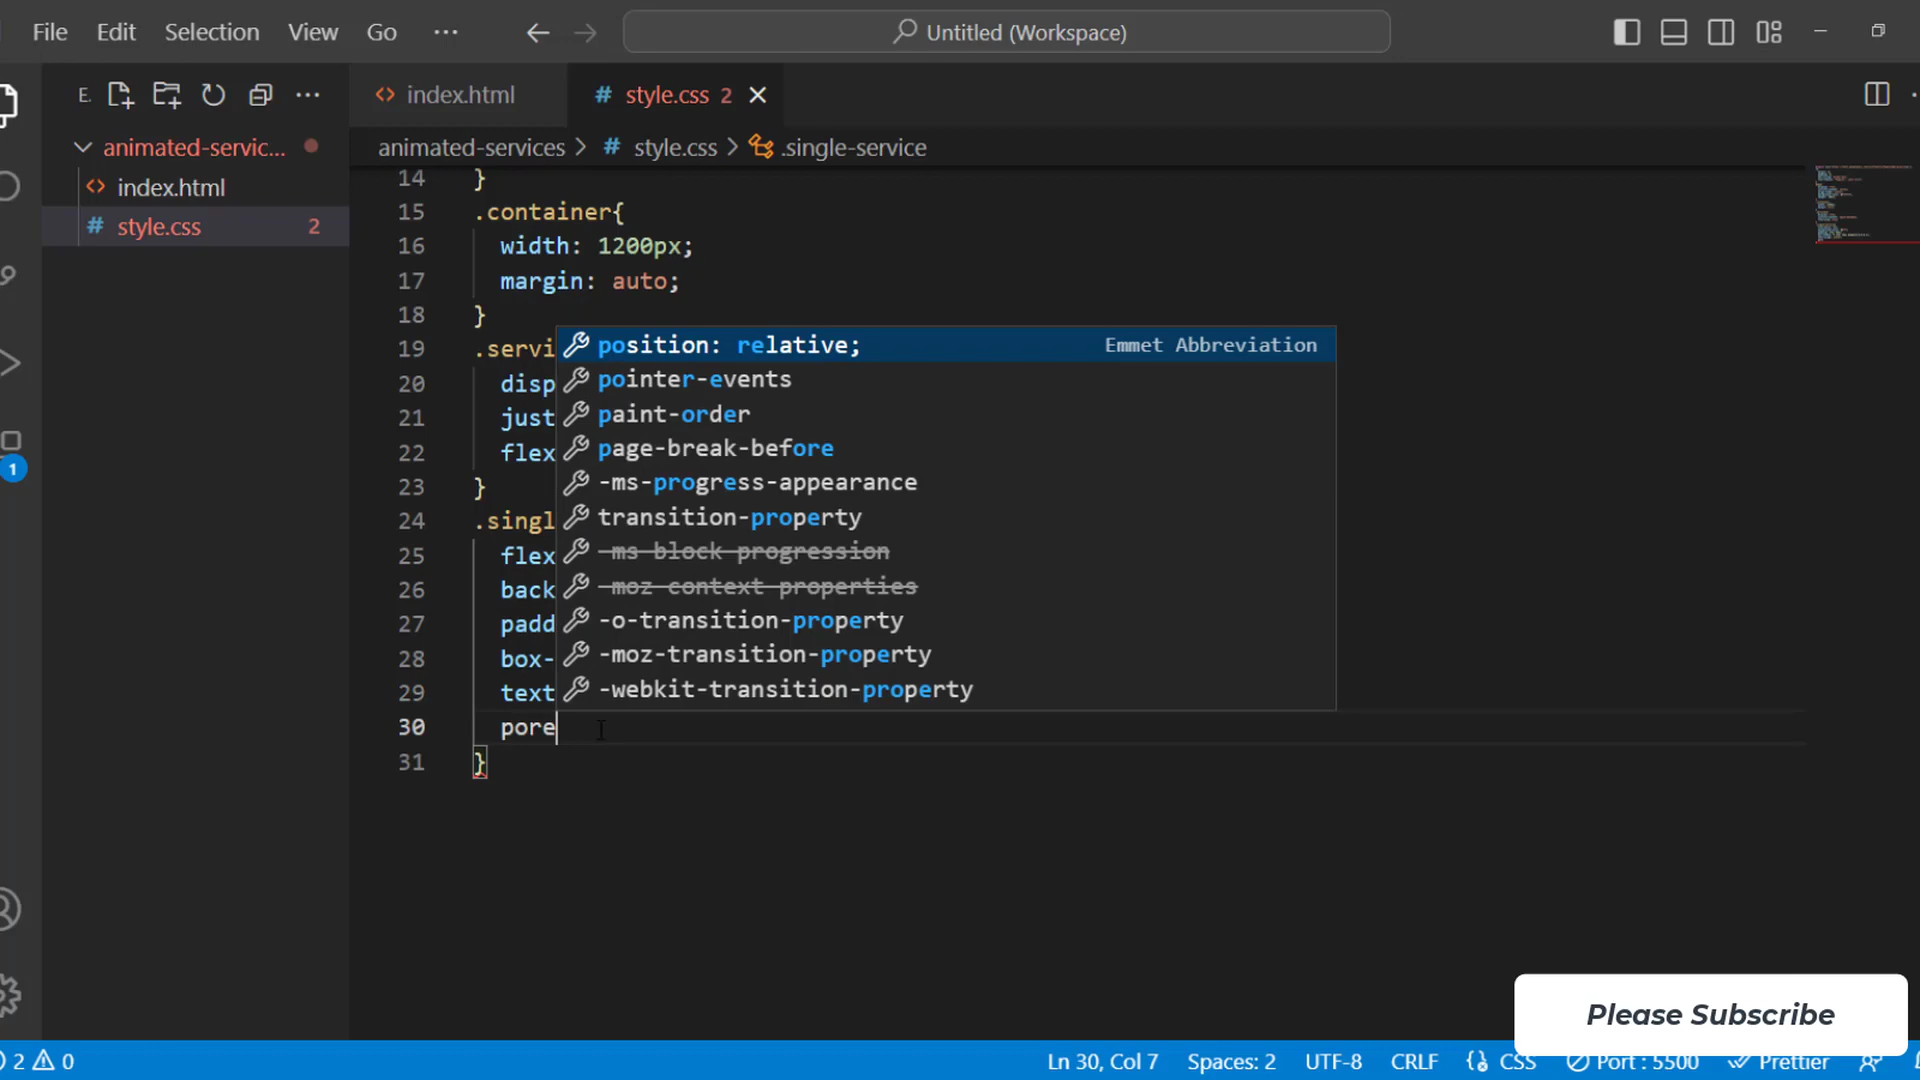 File Edit Selection View Go ··· Untitled (Workspace)
E.
animated-servic...
index.html
style.css 2
1
index.html
style.css 2
animated-services > style.css > .single-service
14 }
15 .container{
16 width: 1200px;
17 margin: auto;
18 }
19 .servi
20 disp
21 just
22 flex
23 }
24 .singl
25 flex
26 back
27 padd
28 box-
29 text
30 pore
31 }
position: relative; Emmet Abbreviation
pointer-events
paint-order
page-break-before
-ms-progress-appearance
transition-property
-ms-block-progression
-moz-context-properties
-o-transition-property
-moz-transition-property
-webkit-transition-property
Please Subscribe
2 0 Ln 30, Col 7 Spaces: 2 UTF-8 CRLF CSS Port : 5500 Prettier